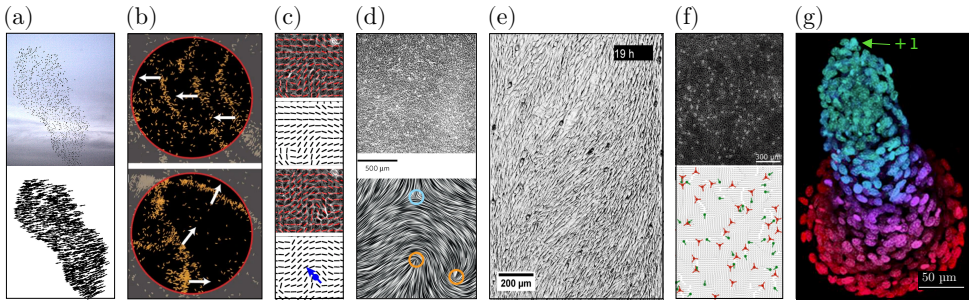 (a)
(b)
(c)
(d)
(e)
(f)
(g)
19 h
+1
500 µm
300 µm
200 µm
50 µm